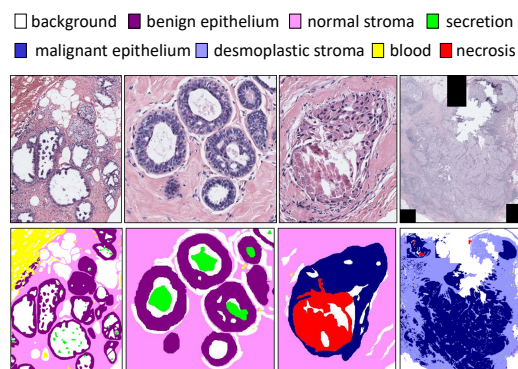 background benign epithelium normal stroma secretion
malignant epithelium desmoplastic stroma blood necrosis